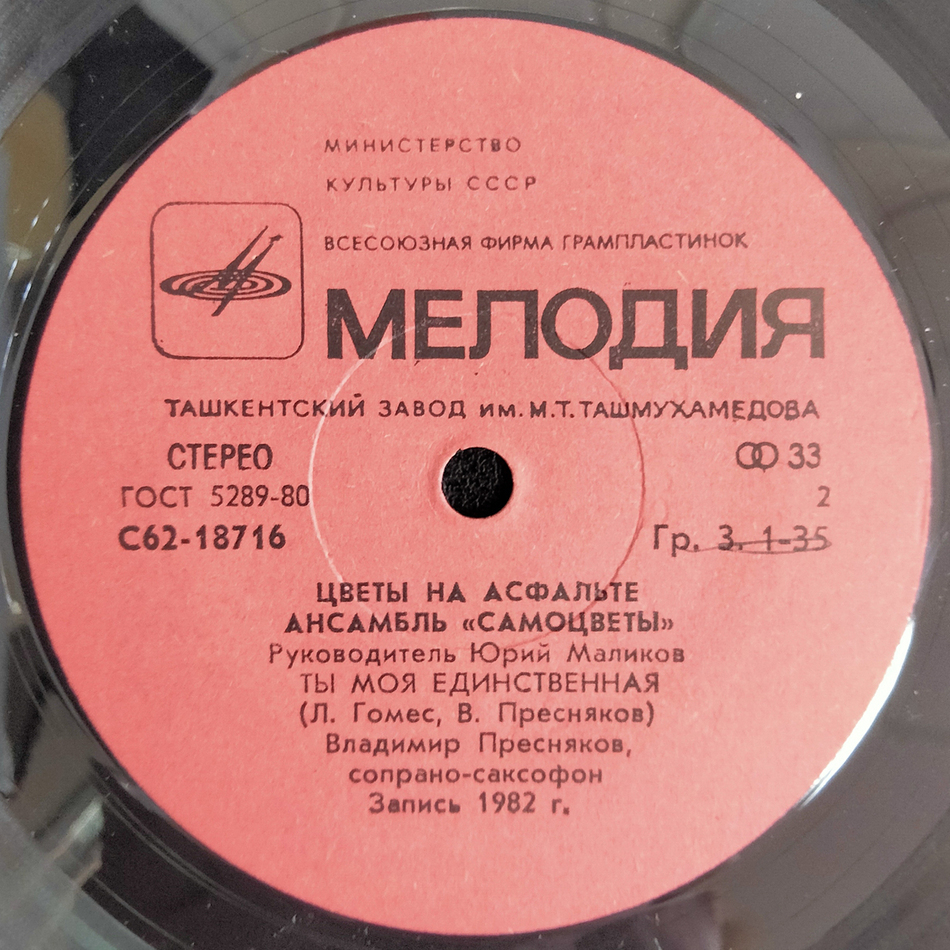 МИНИСТЕРСТВО
КУЛЬТУРЫ СССР
ВСЕСОЮЗНАЯ ФИРМА ГРАМПЛАСТИНОК
МЕЛОДИЯ
ТАШКЕНТСКИЙ ЗАВОД им. М.Т. ТАШМУХАМЕДОВА
СТЕРЕО 33
ГОСТ 5289-80 2
С62-18716 Гр. 3. 1-35
ЦВЕТЫ НА АСФАЛЬТЕ
АНСАМБЛЬ «САМОЦВЕТЫ»
Руководитель Юрий Маликов
ТЫ МОЯ ЕДИНСТВЕННАЯ
(Л. Гомес, В. Пресняков)
Владимир Пресняков,
сопрано-саксофон
Запись 1982 г.